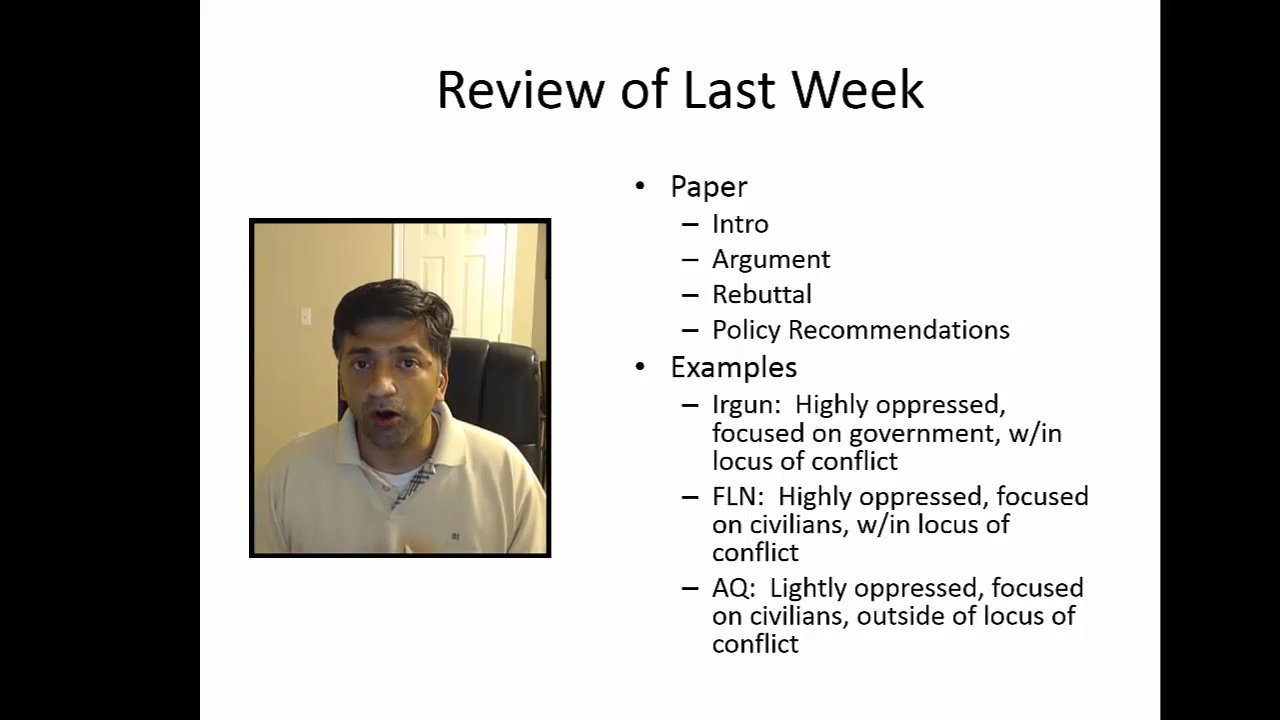 Review of Last Week
• Paper
– Intro
– Argument
– Rebuttal
– Policy Recommendations
• Examples
– Irgun:  Highly oppressed,
focused on government, w/in
locus of conflict
– FLN:  Highly oppressed, focused
on civilians, w/in locus of
conflict
– AQ:  Lightly oppressed, focused
on civilians, outside of locus of
conflict